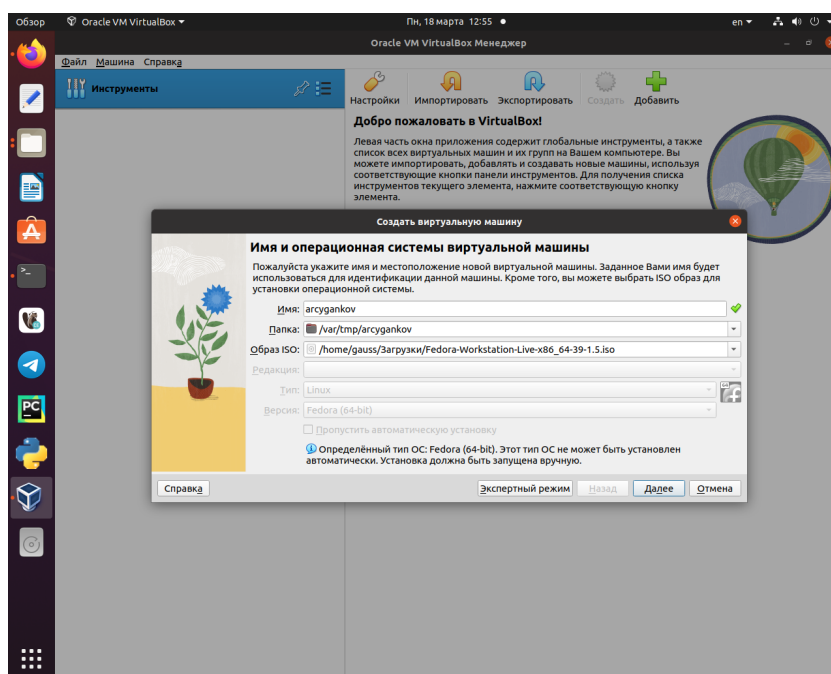 Обзор Oracle VM VirtualBox Пн, 18 марта 12:55 en
Oracle VM VirtualBox Менеджер
Файл Машина Справка
Инструменты
Настройки Импортировать Экспортировать Создать Добавить
Добро пожаловать в VirtualBox!
Левая часть окна приложения содержит глобальные инструменты, а также
список всех виртуальных машин и их групп на Вашем компьютере. Вы
можете импортировать, добавлять и создавать новые машины, используя
соответствующие кнопки панели инструментов. Для получения списка
инструментов текущего элемента, нажмите соответствующую кнопку
элемента.
Создать виртуальную машину
Имя и операционная системы виртуальной машины
Пожалуйста укажите имя и местоположение новой виртуальной машины. Заданное Вами имя будет
использоваться для идентификации данной машины. Кроме того, вы можете выбрать ISO образ для
установки операционной системы.
Имя: arcygankov
Папка: /var/tmp/arcygankov
Образ ISO: /home/gauss/Загрузки/Fedora-Workstation-Live-x86_64-39-1.5.iso
Редакция:
Тип: Linux
64
Версия: Fedora (64-bit)
Пропустить автоматическую установку
Определённый тип ОС: Fedora (64-bit). Этот тип ОС не может быть установлен
автоматически. Установка должна быть запущена вручную.
Справка Экспертный режим Назад Далее Отмена
PC